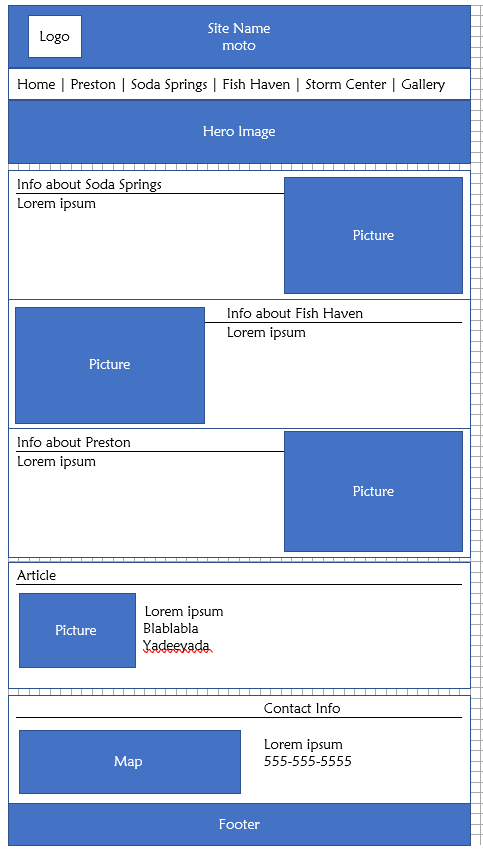 Logo
Site Name
moto
Home | Preston | Soda Springs | Fish Haven | Storm Center | Gallery
Hero Image
Info about Soda Springs
Lorem ipsum
Picture
Info about Fish Haven
Lorem ipsum
Picture
Info about Preston
Lorem ipsum
Picture
Article
Picture
Lorem ipsum
Blablabla
Yadeeyada
Contact Info
Lorem ipsum
555-555-5555
Map
Footer